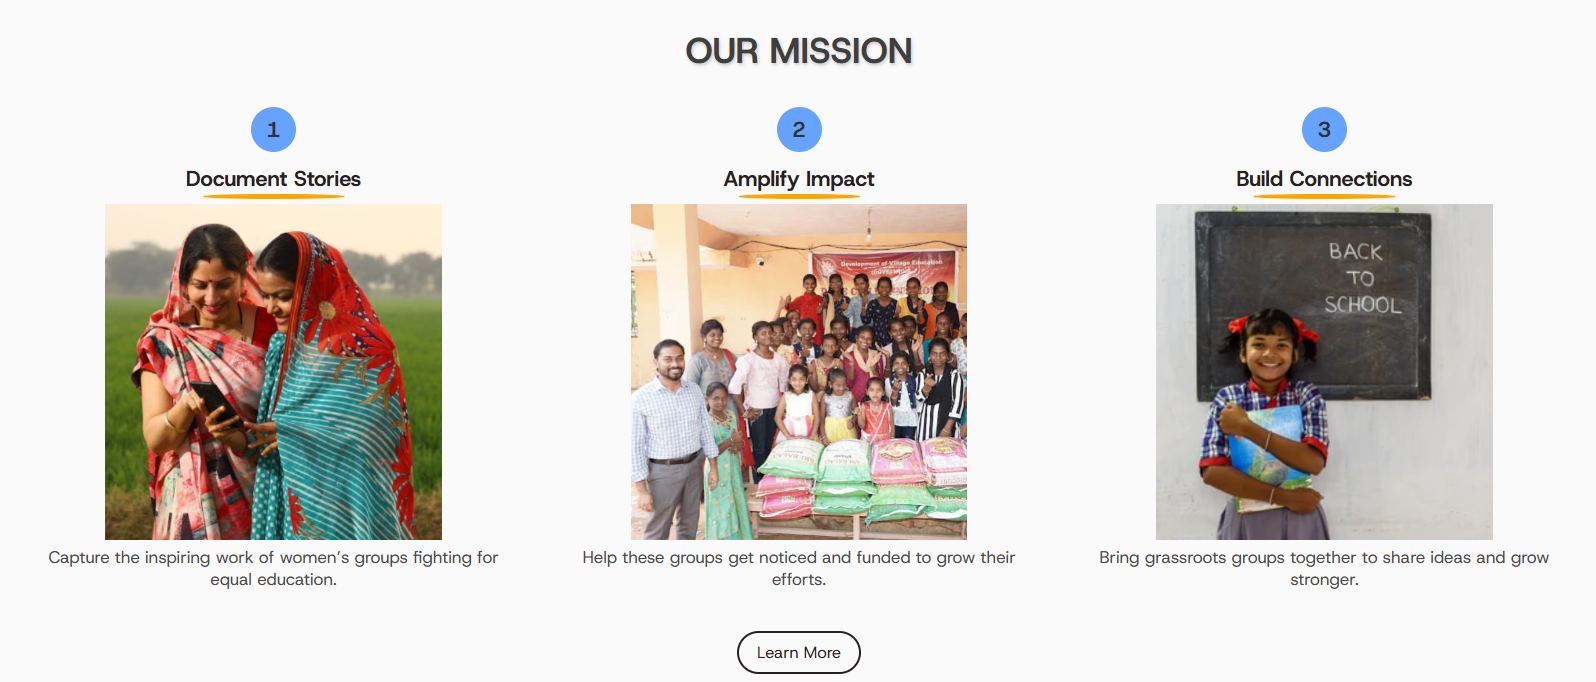 OUR MISSION
1
Document Stories
Capture the inspiring work of women's groups fighting for
equal education.
2
Amplify Impact
Development of Village Education
Help these groups get noticed and funded to grow their
efforts.
3
Build Connections
BACK
TO
SCHOOL
Bring grassroots groups together to share ideas and grow
stronger.
Learn More